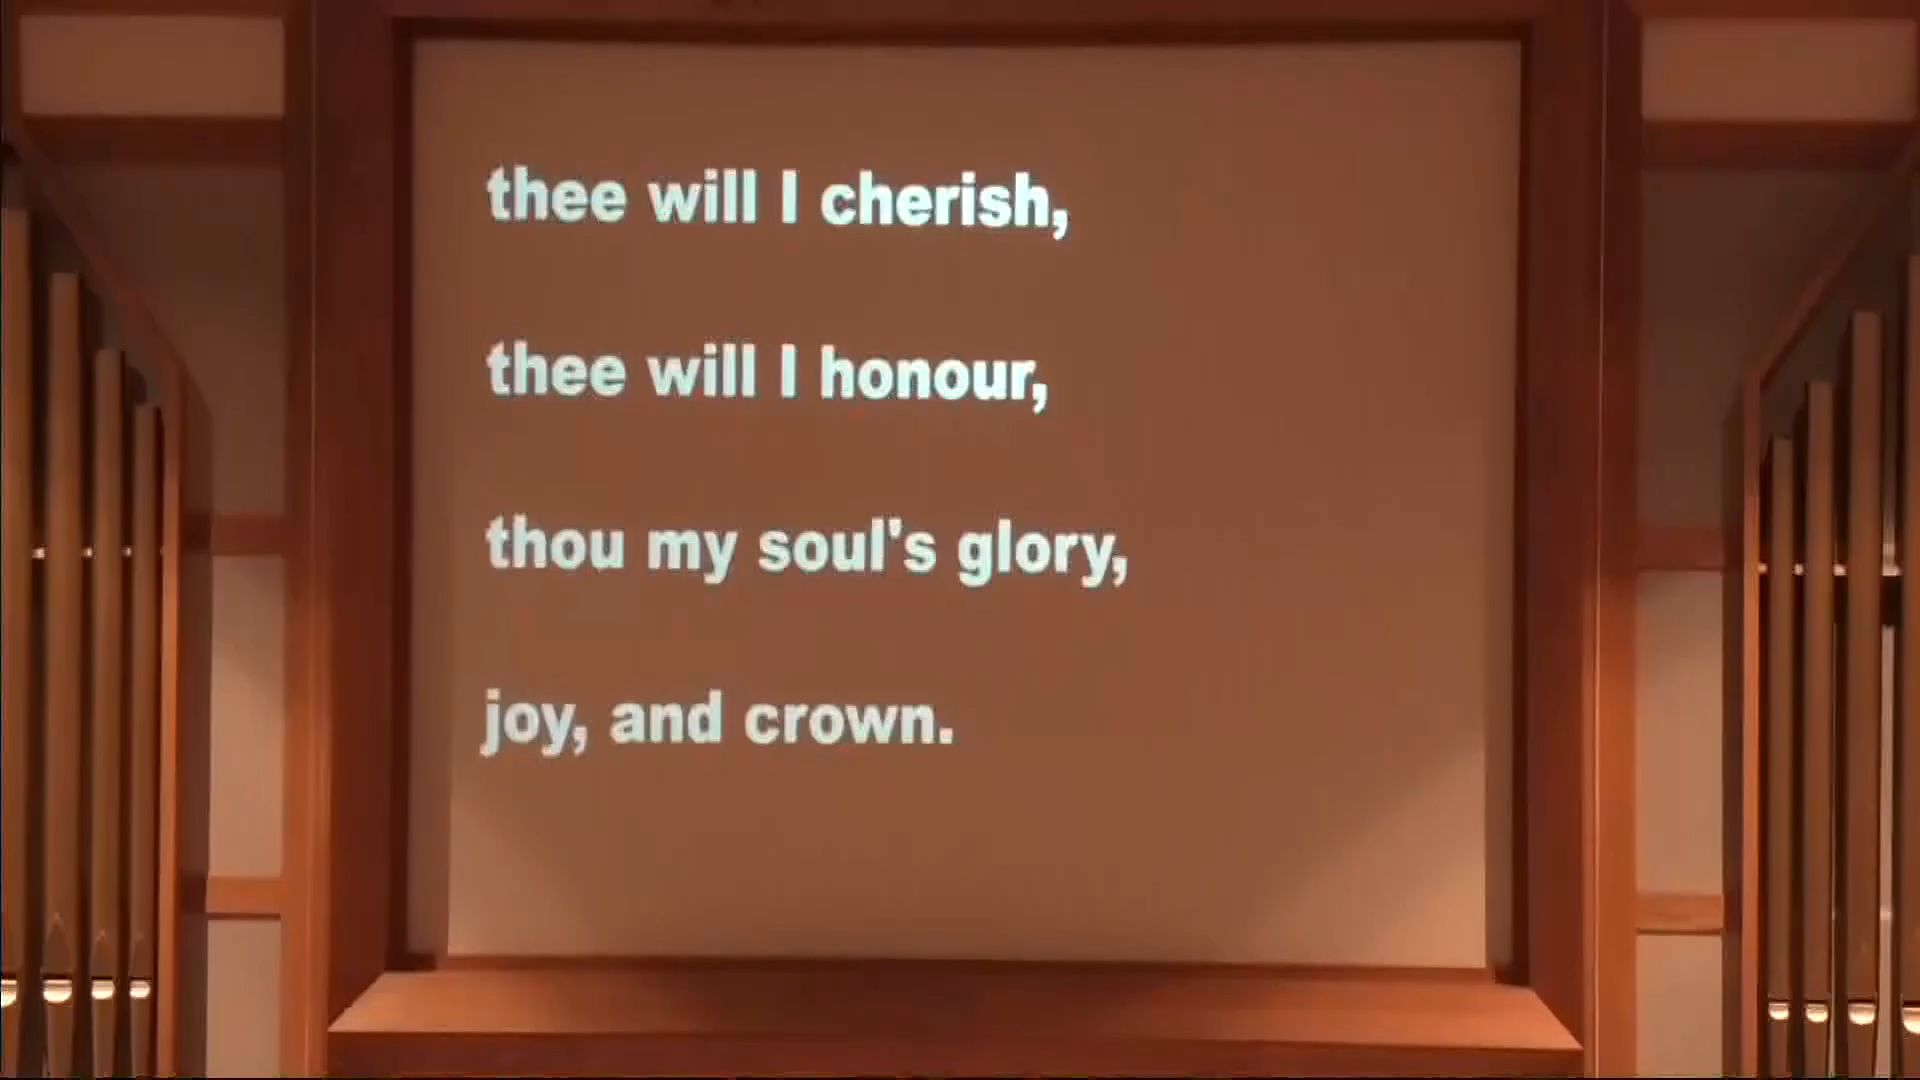 thee will I cherish,
thee will I honour,
thou my soul's glory,
joy, and crown.